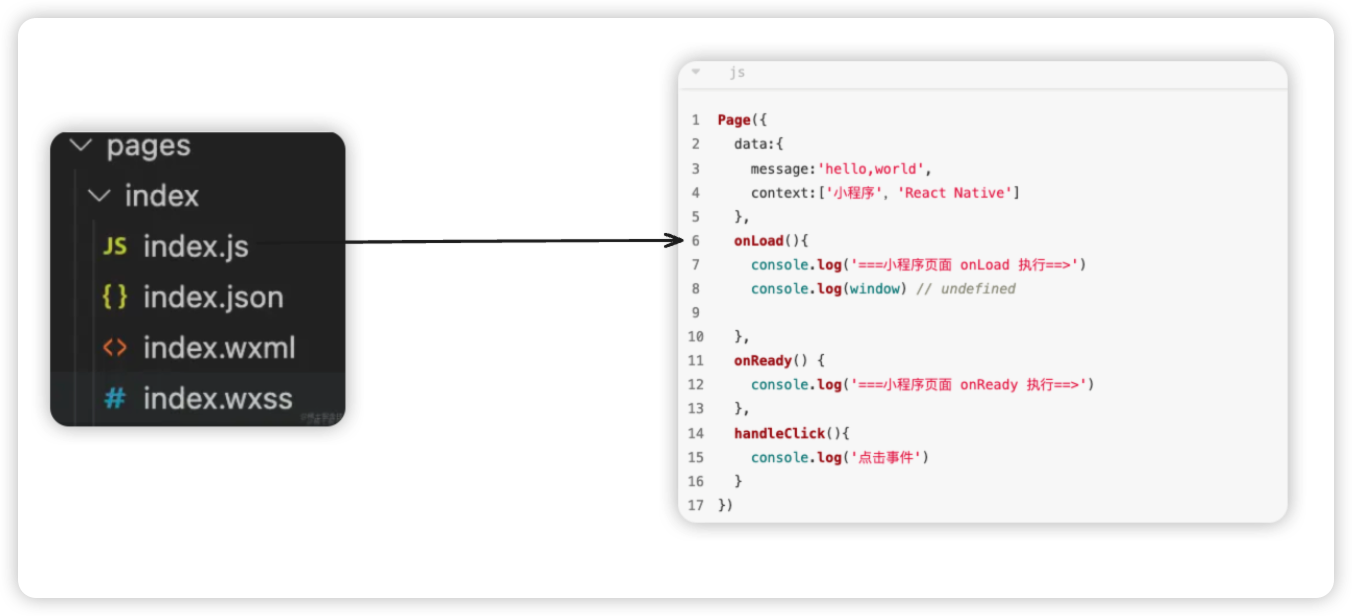 pages
index
JS index.js
{ } index.json
<> index.wxml
# index.wxss
js
1 Page({
2 data:{
3 message:'hello,world',
4 context:['小程序', 'React Native']
5 },
6 onLoad(){
7 console.log('===小程序页面 onLoad 执行==>')
8 console.log(window) // undefined
9
10 },
11 onReady() {
12 console.log('===小程序页面 onReady 执行==>')
13 },
14 handleClick(){
15 console.log('点击事件')
16 }
17 })